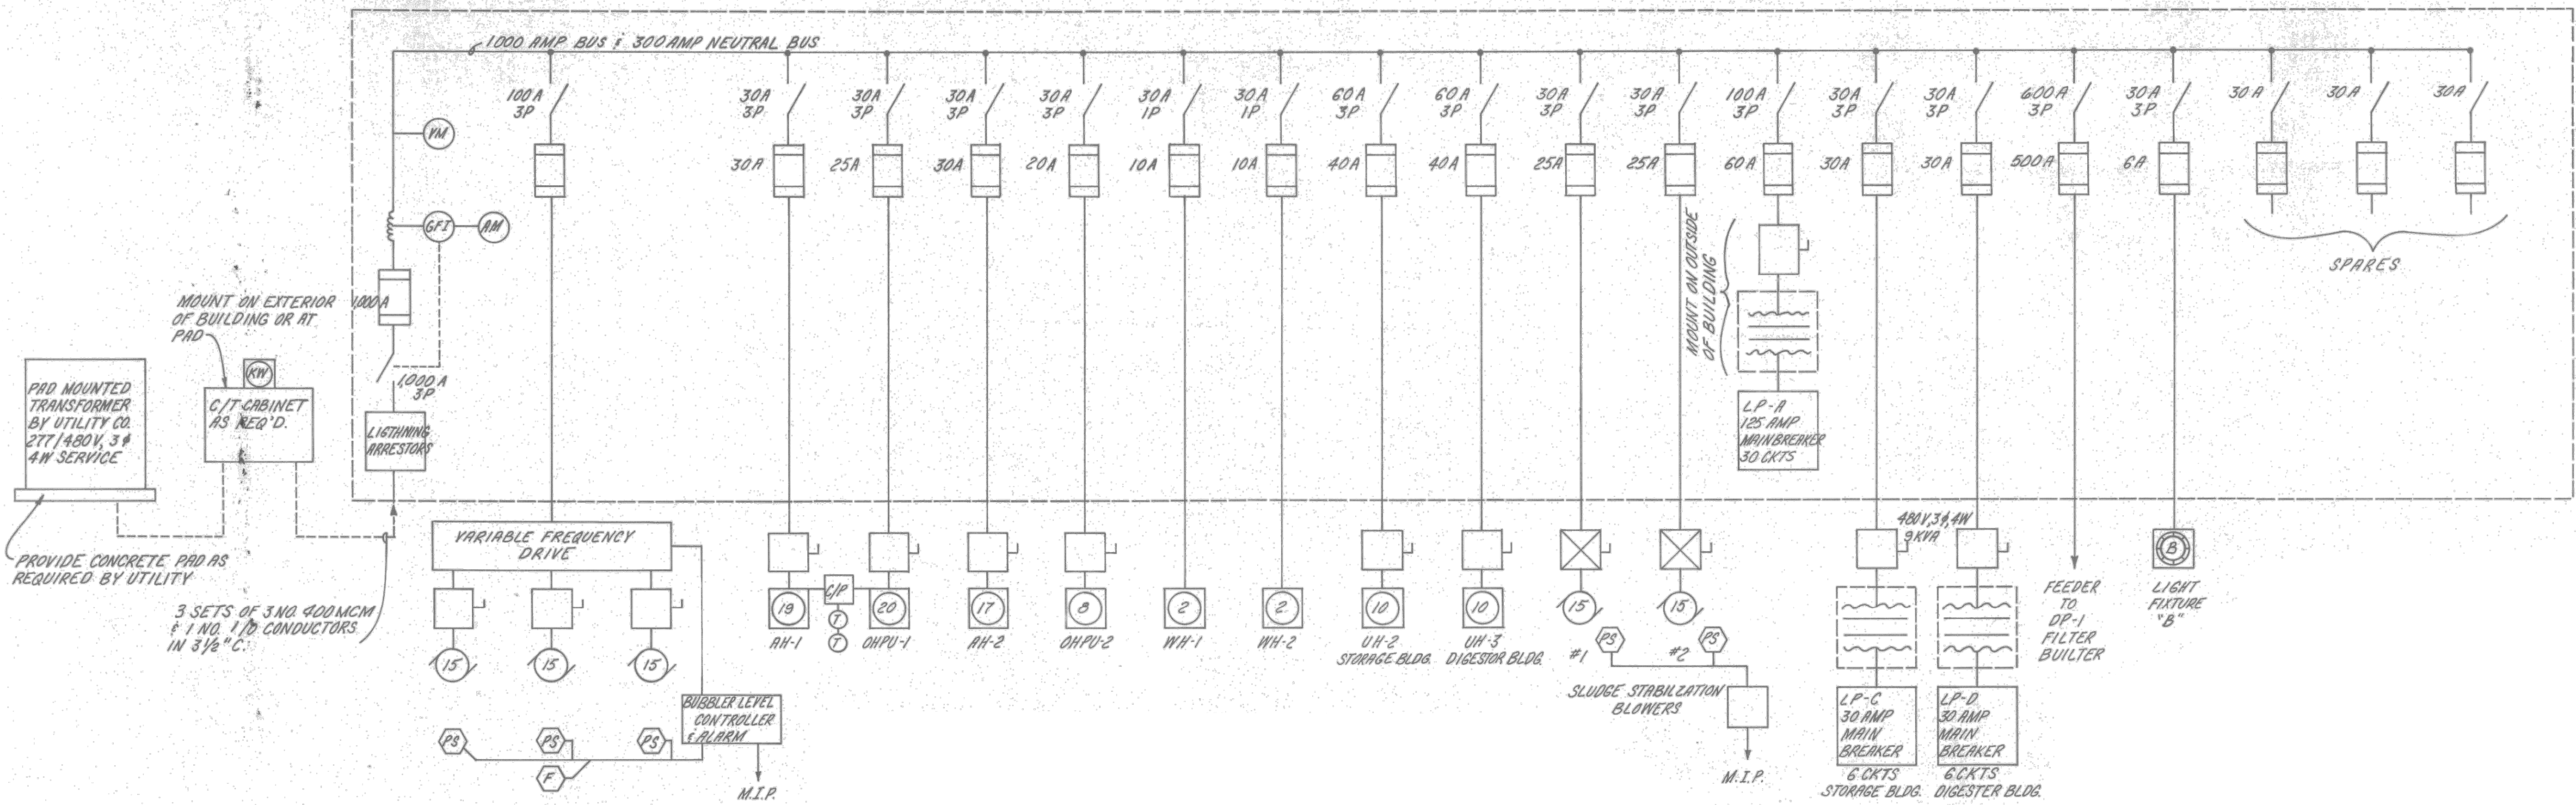 1000 AMP BUS & 300 AMP NEUTRAL BUS
100A
3P
30A
3P
30A
3P
30A
3P
30A
3P
30A
1P
30A
1P
60A
3P
60A
3P
30A
3P
30A
3P
100A
3P
30A
3P
30A
3P
600A
3P
30A
3P
30A
30A
30A
VM
30A
25A
30A
20A
10A
10A
40A
40A
25A
25A
60A
30A
30A
500A
6A
GFI
AM
MOUNT ON OUTSIDE
OF BUILDING
SPARES
MOUNT ON EXTERIOR
OF BUILDING OR AT
PAD
1,000A
1,000 A
3P
PAD MOUNTED
TRANSFORMER
BY UTILITY CO.
277/480V, 3ϕ
4W SERVICE
KW
C/T CABINET
AS REQ'D.
LIGTHNING
ARRESTORS
LP-A
125 AMP
MAIN BREAKER
30 CKTS
PROVIDE CONCRETE PAD AS
REQUIRED BY UTILITY
3 SETS OF 3 NO. 400 MCM
& 1 NO. 1/0 CONDUCTORS
IN 3½"C.
VARIABLE FREQUENCY
DRIVE
15
15
15
BUBBLER LEVEL
CONTROLLER
& ALARM
PS
PS
PS
F
M.I.P.
19
C/P
T
T
20
17
8
2
2
10
10
15
15
AH-1
OHPU-1
AH-2
OHPU-2
WH-1
WH-2
UH-2
STORAGE BLDG.
UH-3
DIGESTOR BLDG.
#1
PS
#2
PS
SLUDGE STABILZATION
BLOWERS
M.I.P.
480V,3ϕ,4W
9KVA
LP-C
30 AMP
MAIN
BREAKER
6 CKTS
STORAGE BLDG.
LP-D
30 AMP
MAIN
BREAKER
6 CKTS
DIGESTER BLDG.
FEEDER
TO
DP-1
FILTER
BUILTER
B
LIGHT
FIXTURE
"B"